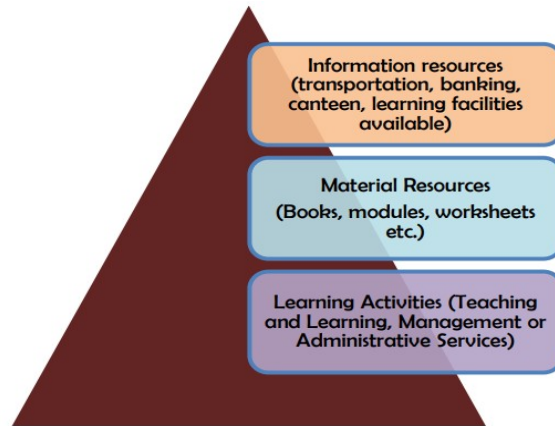 Information resources
(transportation, banking,
canteen, learning facilities
available)
Material Resources
(Books, modules, worksheets
etc.)
Learning Activities (Teaching
and Learning, Management or
Administrative Services)